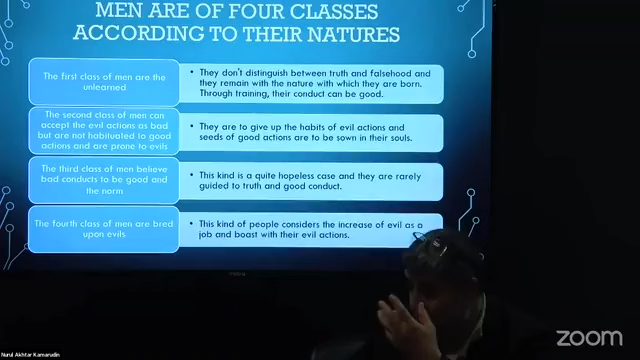 MEN ARE OF FOUR CLASSES
ACCORDING TO THEIR NATURES
The first class of men are the
unlearned
• They don't distinguish between truth and falsehood and
they remain with the nature with which they are born.
Through training, their conduct can be good.
The second class of men can
accept the evil actions as bad
but are not habituated to good
actions and are prone to evils
• They are to give up the habits of evil actions and
seeds of good actions are to be sown in their souls.
The third class of men believe
bad conducts to be good and
the norm
• This kind is a quite hopeless case and they are rarely
guided to truth and good conduct.
The fourth class of men are bred
upon evils
• This kind of people considers the increase of evil as a
job and boast with their evil actions.
Nurul Akhtar Kamarudin
zoom